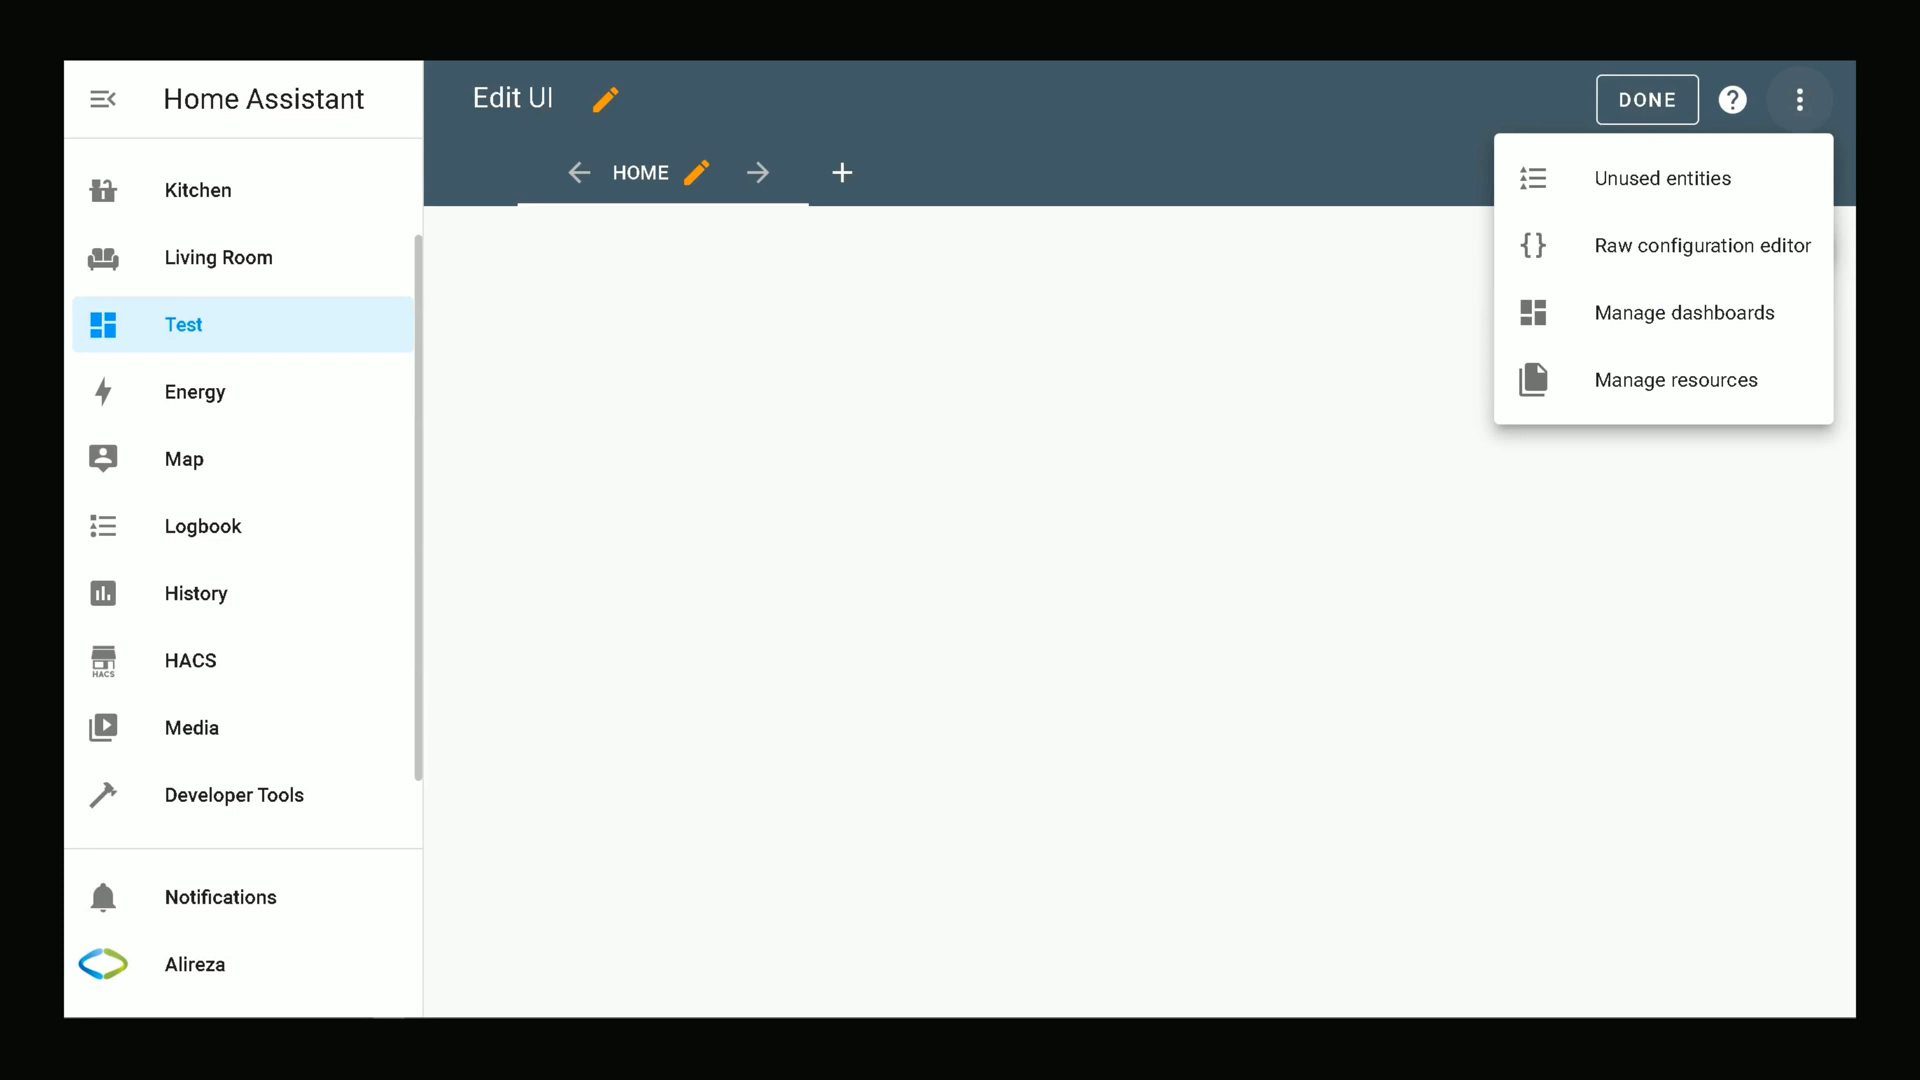 Home Assistant
Edit UI
DONE
HOME
Unused entities
Raw configuration editor
Manage dashboards
Manage resources
Kitchen
Living Room
Test
Energy
Map
Logbook
History
HACS
HACS
Media
Developer Tools
Notifications
Alireza